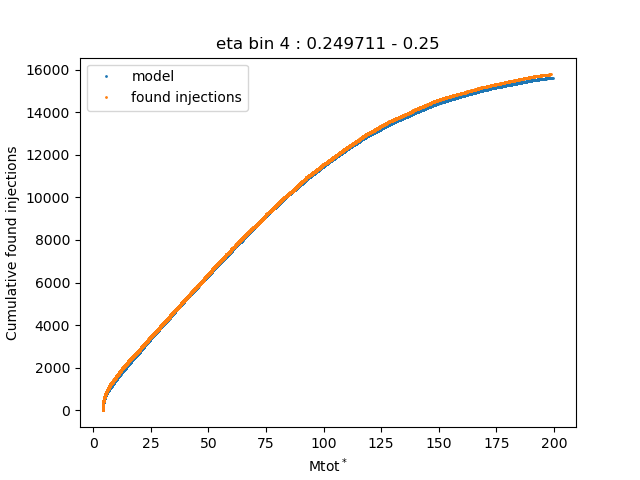 eta bin 4 : 0.249711 - 0.25
model
found injections
16000
14000
12000
10000
8000
6000
4000
2000
0
Cumulative found injections
0 25 50 75 100 125 150 175 200
Mtot*